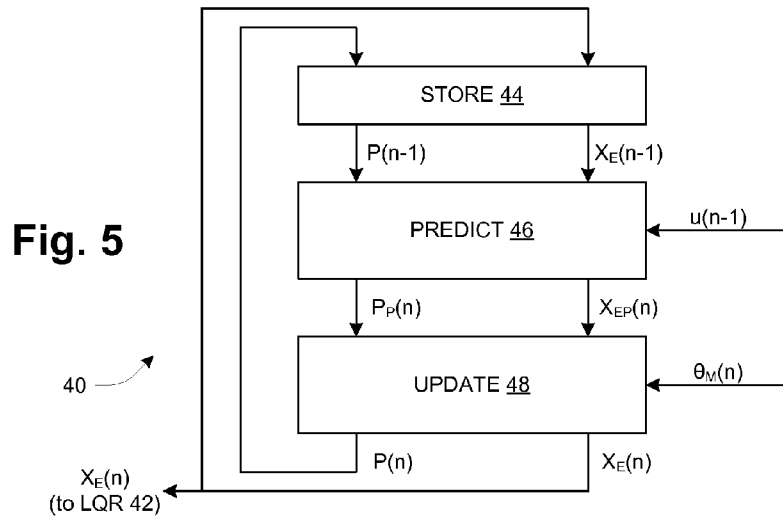 STORE 44
P(n-1)
X_E(n-1)
Fig. 5
PREDICT 46
u(n-1)
P_P(n)
X_EP(n)
40
UPDATE 48
θ_M(n)
P(n)
X_E(n)
X_E(n)
(to LQR 42)